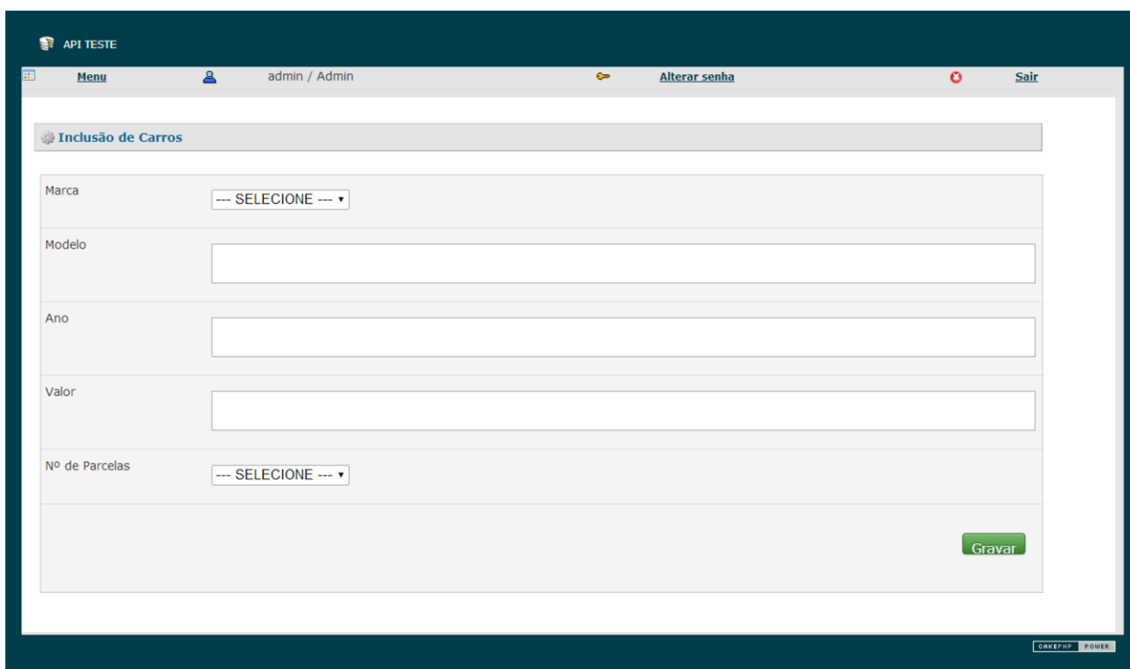 API TESTE
Menu admin / Admin Alterar senha Sair
Inclusão de Carros
Marca --- SELECIONE ---
Modelo
Ano
Valor
Nº de Parcelas --- SELECIONE ---
Gravar
CAKEPHP POWER